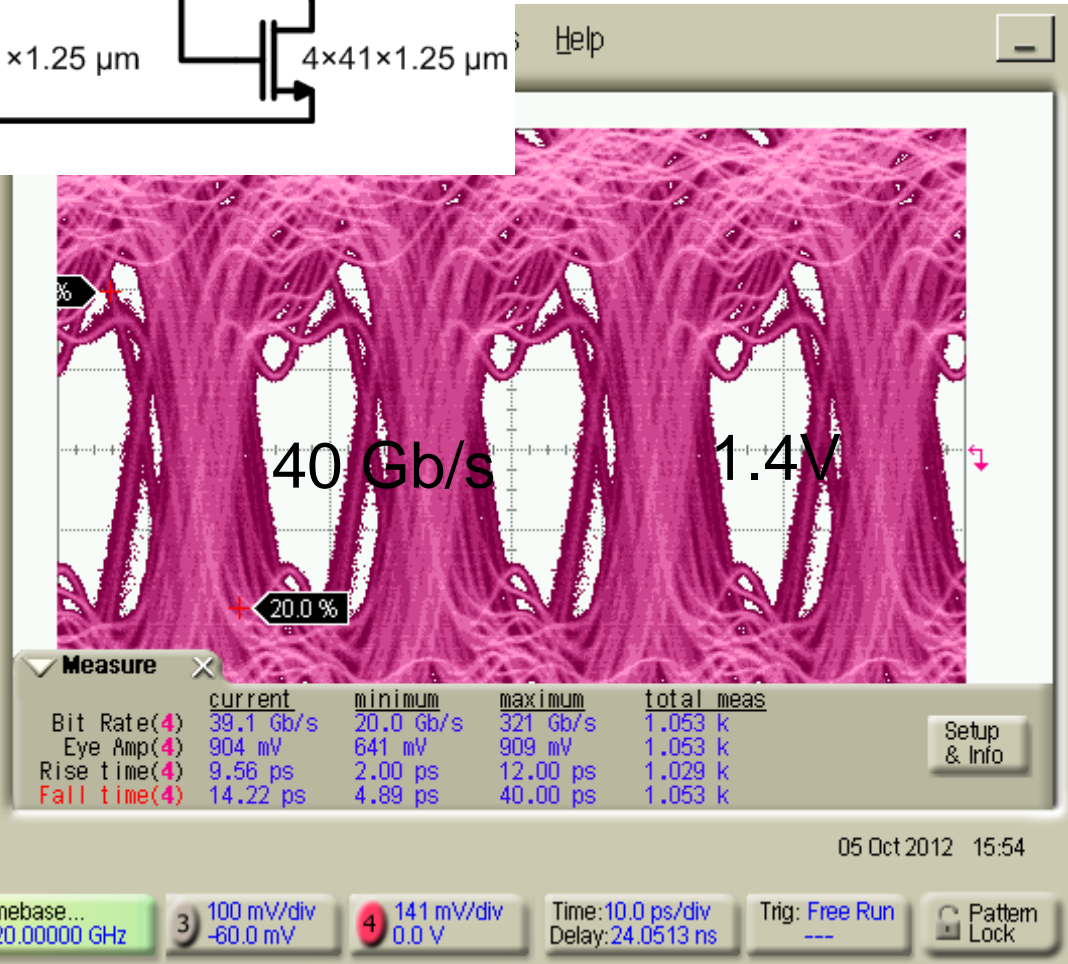 ×1.25 µm
4×41×1.25 µm
Help
%
40 Gb/s
1.4V
20.0 %
Measure
current minimum maximum total meas
Bit Rate(4) 39.1 Gb/s 20.0 Gb/s 321 Gb/s 1.053 k
Eye Amp(4) 904 mV 641 mV 909 mV 1.053 k
Rise time(4) 9.56 ps 2.00 ps 12.00 ps 1.029 k
Fall time(4) 14.22 ps 4.89 ps 40.00 ps 1.053 k
Setup
& Info
05 Oct 2012 15:54
mebase...
20.00000 GHz
3
100 mV/div
-60.0 mV
4
141 mV/div
0.0 V
Time:10.0 ps/div
Delay:24.0513 ns
Trig: Free Run
---
Pattern
Lock